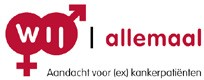 wij | allemaal
Aandacht voor (ex) kankerpatiënten